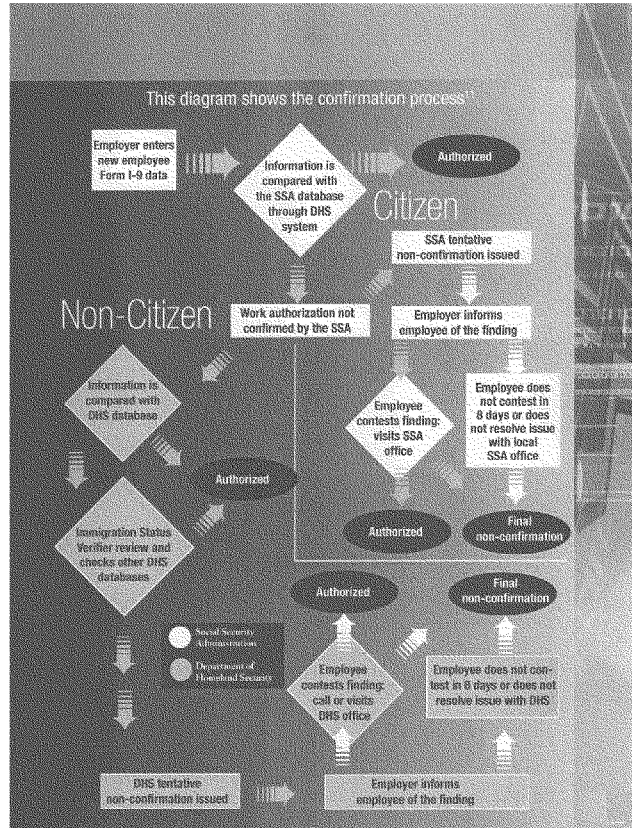 This diagram shows the confirmation process¹¹
Employer enters
new employee
Form I-9 data
Information is
compared with
the SSA database
through DHS
system
Authorized
Citizen
SSA tentative
non-confirmation issued
Non-Citizen
Work authorization not
confirmed by the SSA
Employer informs
employee of the finding
Information is
compared with
DHS database
Employee
contests finding:
visits SSA
office
Employee does
not contest in
8 days or does
not resolve issue
with local
SSA office
Authorized
Immigration Status
Verifier review and
checks other DHS
databases
Authorized
Final
non-confirmation
Authorized
Final
non-confirmation
Social Security
Administration
Department of
Homeland Security
Employee
contests finding:
call or visits
DHS office
Employee does not con-
test in 8 days or does not
resolve issue with DHS
DHS tentative
non-confirmation issued
Employer informs
employee of the finding